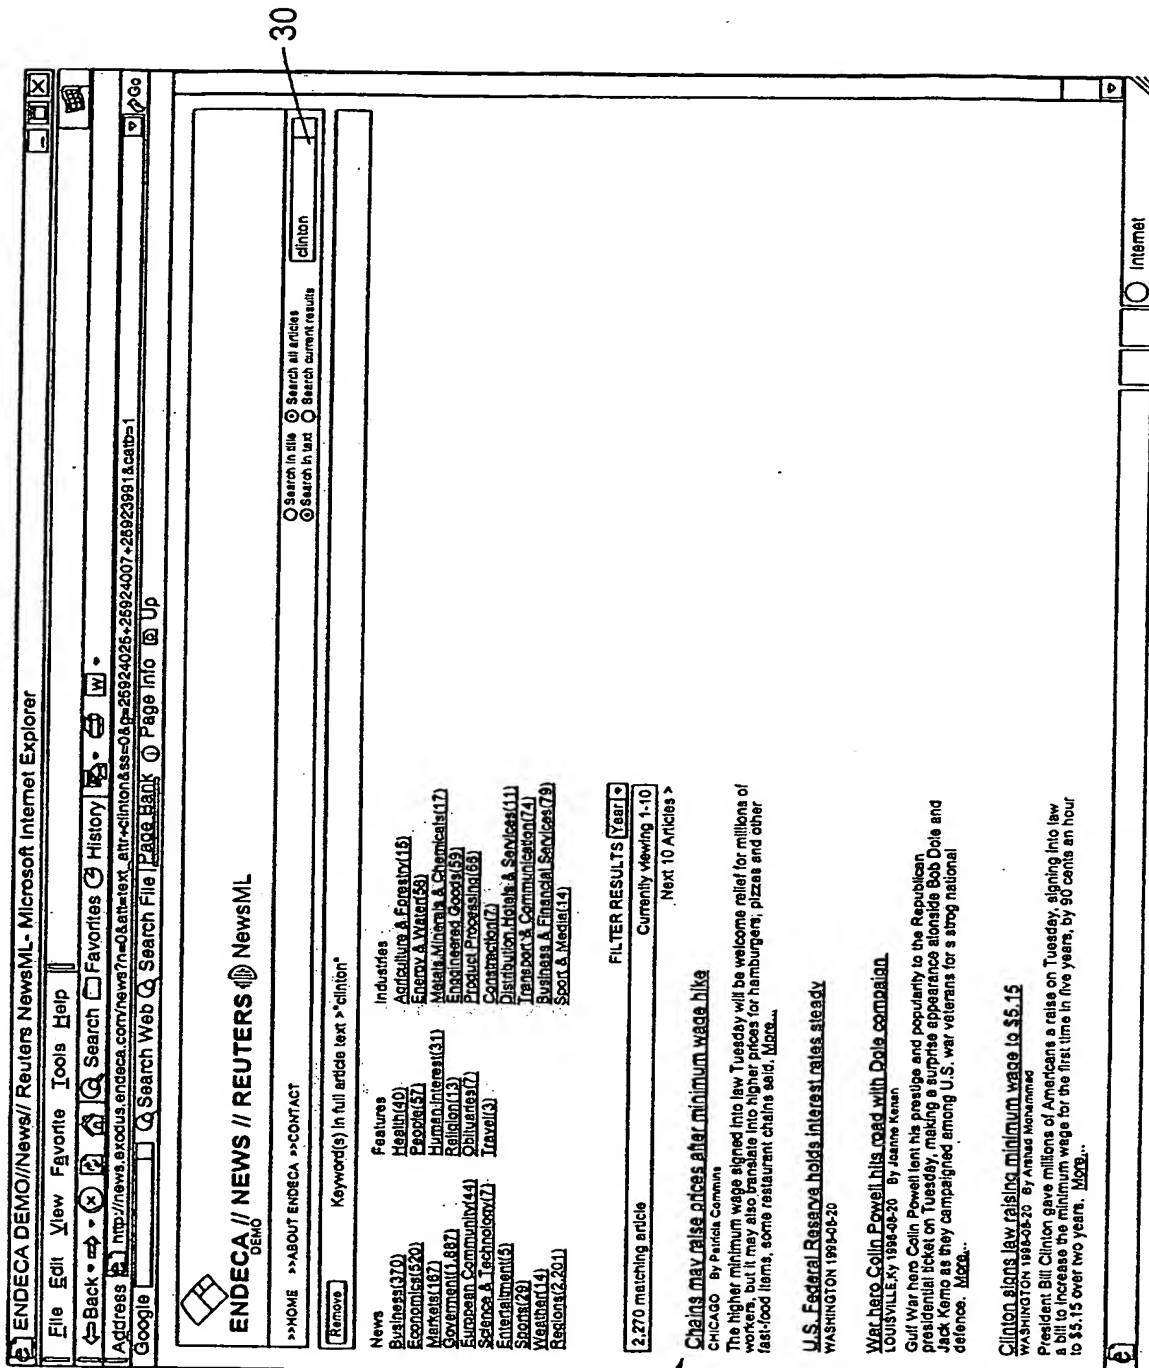 ENDECA DEMO//News// Reuters NewsML- Microsoft Internet Explorer
File Edit View Favorite Tools Help
Back Search Favorites History W
Address http://news.exodus.endeca.com/news?n=0&att=text_attr+clinton&ss=0&g=25924025+25924007+25923991&catb=1 Go
Google Search Web Search File Page Bank Page Info Up
ENDECA // NEWS // REUTERS NewsML
DEMO
>>HOME >>ABOUT ENDECA >>CONTACT
Search in title Search all articles
Search in text Search current results
clinton
30
Remove Keyword(s) in full article text >"clinton"
News
Business(370)
Economics(520)
Markets(167)
Goverment(1,887)
European Community(44)
Science & Technology(7)
Entertaitment(5)
Sports(29)
Weather(14)
Regions(2,201)
Features
Health(40)
People(57)
Human Interest(31)
Religion(13)
Obituaries(7)
Travel(3)
Industries
Agriculture & Forestry(15)
Energy & Water(58)
Metals,Minerals & Chemicals(17)
Engineered Goods(59)
Product Processing(66)
Construction(7)
Distribution,Hotels & Services(11)
Transport & Communication(74)
Business & Financial Services(79)
Sport & Media(14)
FILTER RESULTS Year
2,270 matching article Currently viewing 1-10
Next 10 Articles >
Chains may raise prices after minimum wage hike
CHICAGO By Patricia Commins
The higher minimum wage signed into law Tuesday will be welcome relief for millions of
workers, but it may also translate into higher prices for hamburgers, pizzas and other
fast-food items, some restaurant chains said. More...
U.S. Federal Reserve holds interest rates steady
WASHINGTON 1996-08-20
War hero Colin Powell hits road with Dole compaign
LOUISVILLE,Ky 1996-08-20 By Joanne Kenan
Gulf War hero Colin Powell lent his prestige and popularity to the Republican
presidential ticket on Tuesday, making a surprise appearance alonside Bob Dole and
Jack Kemo as they campaigned among U.S. war veterans for s strog national
defence. More...
Clinton signs law raising minimum wage to $5.15
WASHINGTON 1996-08-20 By Arshad Mohammed
President Bill Clinton gave millions of Americans a raise on Tuesday, signing into law
a bill to increase the minimum wage for the first time in five years, by 90 cents an hour
to $5.15 over two years. More...
Internet